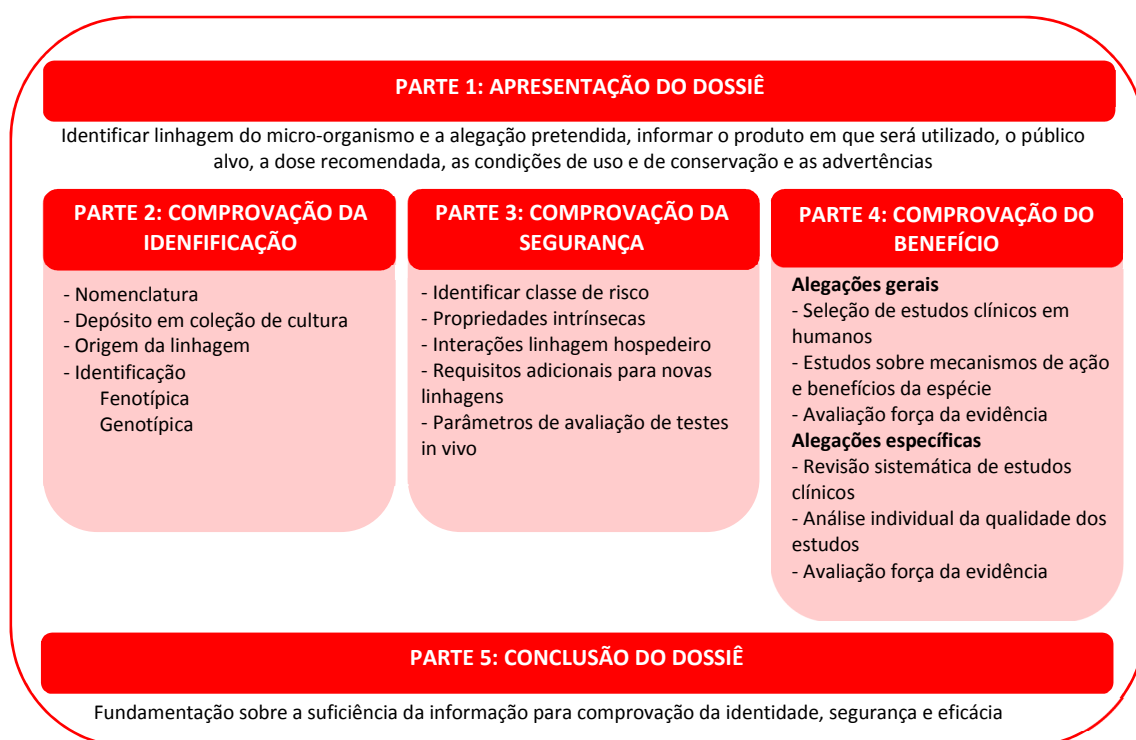 PARTE 1: APRESENTAÇÃO DO DOSSIÊ
Identificar linhagem do micro-organismo e a alegação pretendida, informar o produto em que será utilizado, o público
alvo, a dose recomendada, as condições de uso e de conservação e as advertências
PARTE 2: COMPROVAÇÃO DA
IDENFIFICAÇÃO
- Nomenclatura
- Depósito em coleção de cultura
- Origem da linhagem
- Identificação
Fenotípica
Genotípica
PARTE 3: COMPROVAÇÃO DA
SEGURANÇA
- Identificar classe de risco
- Propriedades intrínsecas
- Interações linhagem hospedeiro
- Requisitos adicionais para novas
linhagens
- Parâmetros de avaliação de testes
in vivo
PARTE 4: COMPROVAÇÃO DO
BENEFÍCIO
Alegações gerais
- Seleção de estudos clínicos em
humanos
- Estudos sobre mecanismos de ação
e benefícios da espécie
- Avaliação força da evidência
Alegações específicas
- Revisão sistemática de estudos
clínicos
- Análise individual da qualidade dos
estudos
- Avaliação força da evidência
PARTE 5: CONCLUSÃO DO DOSSIÊ
Fundamentação sobre a suficiência da informação para comprovação da identidade, segurança e eficácia